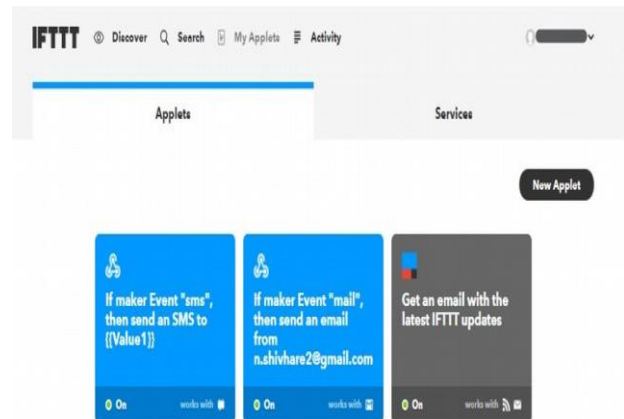 IFTTT Discover Search My Applets Activity
Applets Services
New Applet
If maker Event "sms",
then send an SMS to
{{Value1}}
On works with
If maker Event "mail",
then send an email
from
n.shivhare2@gmail.com
On works with
Get an email with the
latest IFTTT updates
On works with